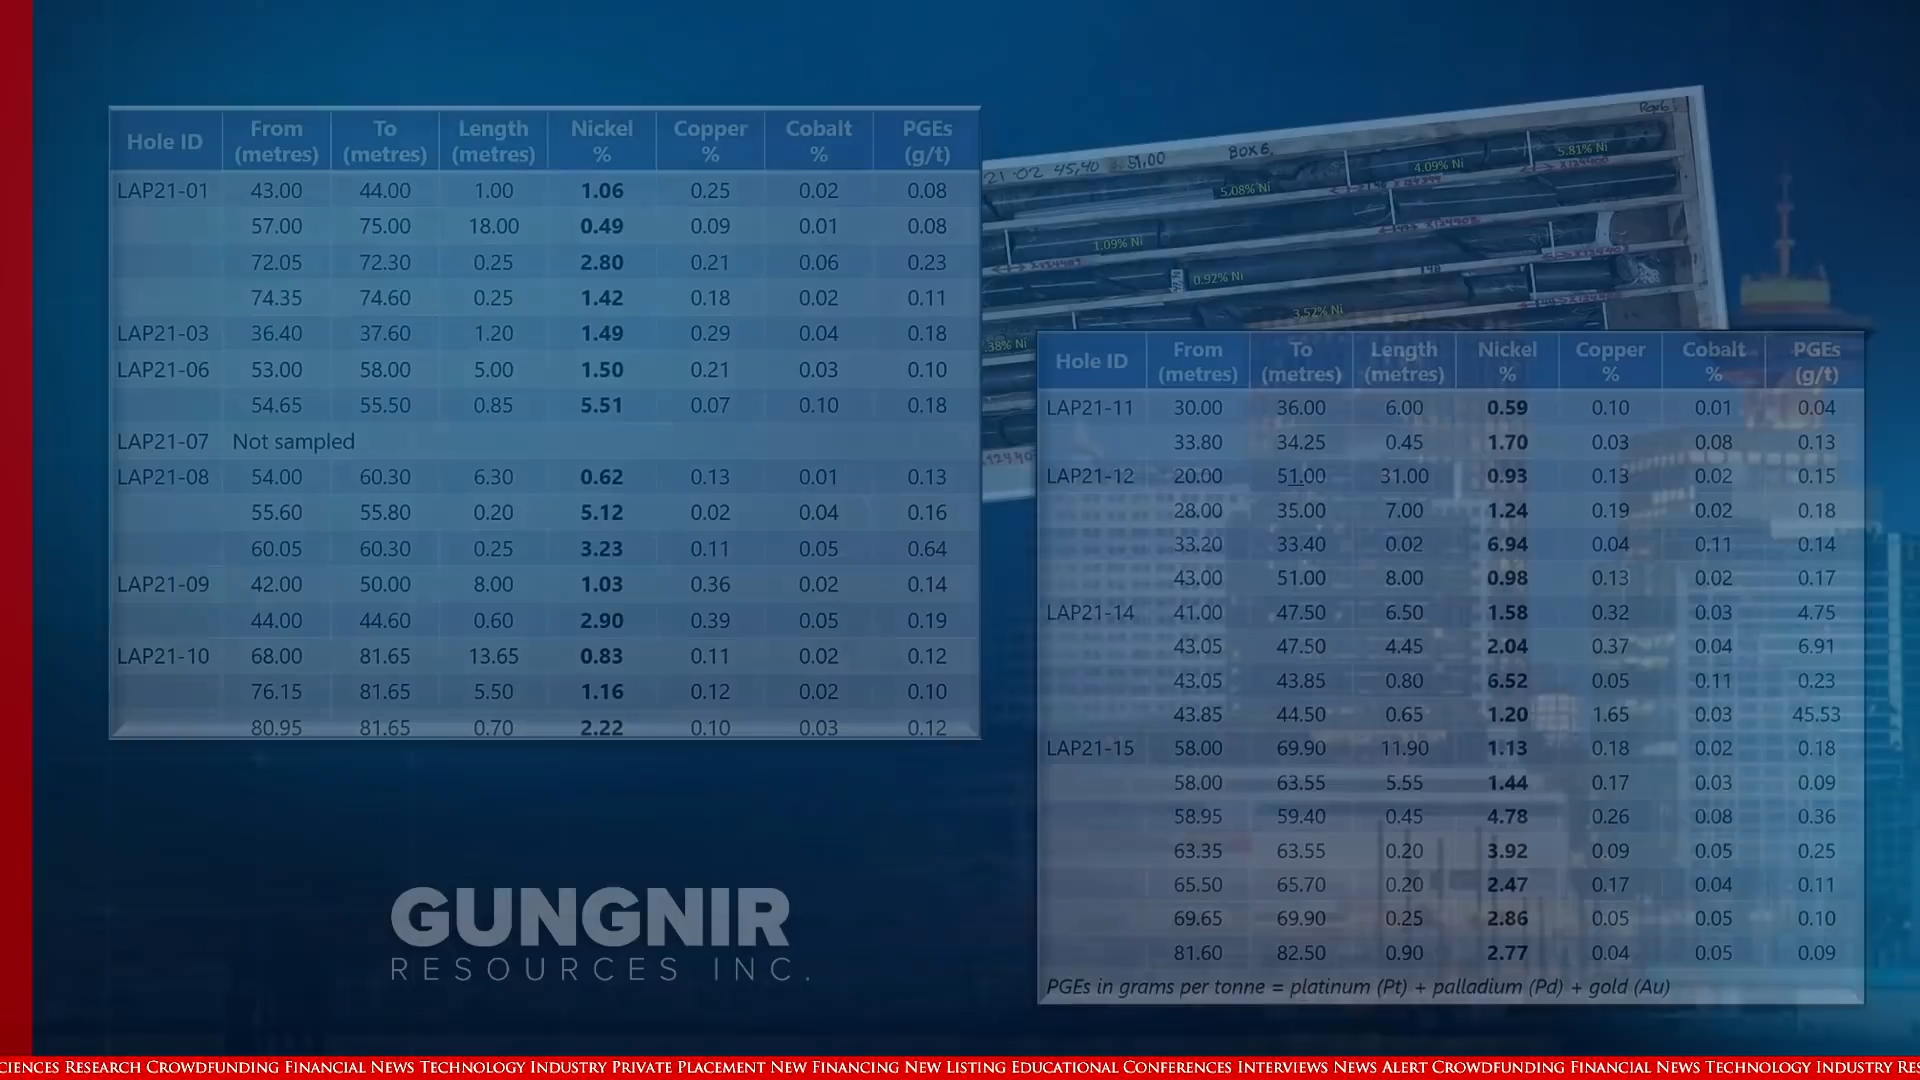 Hole ID From (metres) To (metres) Length (metres) Nickel % Copper % Cobalt % PGEs (g/t)
LAP21-01 43.00 44.00 1.00 1.06 0.25 0.02 0.08
57.00 75.00 18.00 0.49 0.09 0.01 0.08
72.05 72.30 0.25 2.80 0.21 0.06 0.23
74.35 74.60 0.25 1.42 0.18 0.02 0.11
LAP21-03 36.40 37.60 1.20 1.49 0.29 0.04 0.18
LAP21-06 53.00 58.00 5.00 1.50 0.21 0.03 0.10
54.65 55.50 0.85 5.51 0.07 0.10 0.18
LAP21-07 Not sampled
LAP21-08 54.00 60.30 6.30 0.62 0.13 0.01 0.13
55.60 55.80 0.20 5.12 0.02 0.04 0.16
60.05 60.30 0.25 3.23 0.11 0.05 0.64
LAP21-09 42.00 50.00 8.00 1.03 0.36 0.02 0.14
44.00 44.60 0.60 2.90 0.39 0.05 0.19
LAP21-10 68.00 81.65 13.65 0.83 0.11 0.02 0.12
76.15 81.65 5.50 1.16 0.12 0.02 0.10
80.95 81.65 0.70 2.22 0.10 0.03 0.12
21-02 45,40 51,00 BOX 6.
5.08% Ni 4.09% Ni 5.81% Ni
1.09% Ni
0.92% Ni
3.52% Ni
.38% Ni
Hole ID From (metres) To (metres) Length (metres) Nickel % Copper % Cobalt % PGEs (g/t)
LAP21-11 30.00 36.00 6.00 0.59 0.10 0.01 0.04
33.80 34.25 0.45 1.70 0.03 0.08 0.13
LAP21-12 20.00 51.00 31.00 0.93 0.13 0.02 0.15
28.00 35.00 7.00 1.24 0.19 0.02 0.18
33.20 33.40 0.02 6.94 0.04 0.11 0.14
43.00 51.00 8.00 0.98 0.13 0.02 0.17
LAP21-14 41.00 47.50 6.50 1.58 0.32 0.03 4.75
43.05 47.50 4.45 2.04 0.37 0.04 6.91
43.05 43.85 0.80 6.52 0.05 0.11 0.23
43.85 44.50 0.65 1.20 1.65 0.03 45.53
LAP21-15 58.00 69.90 11.90 1.13 0.18 0.02 0.18
58.00 63.55 5.55 1.44 0.17 0.03 0.09
58.95 59.40 0.45 4.78 0.26 0.08 0.36
63.35 63.55 0.20 3.92 0.09 0.05 0.25
65.50 65.70 0.20 2.47 0.17 0.04 0.11
69.65 69.90 0.25 2.86 0.05 0.05 0.10
81.60 82.50 0.90 2.77 0.04 0.05 0.09
PGEs in grams per tonne = platinum (Pt) + palladium (Pd) + gold (Au)
GUNGNIR
RESOURCES INC.
CIENCES RESEARCH CROWDFUNDING FINANCIAL NEWS TECHNOLOGY INDUSTRY PRIVATE PLACEMENT NEW FINANCING NEW LISTING EDUCATIONAL CONFERENCES INTERVIEWS NEWS ALERT CROWDFUNDING FINANCIAL NEWS TECHNOLOGY INDUSTRY RES